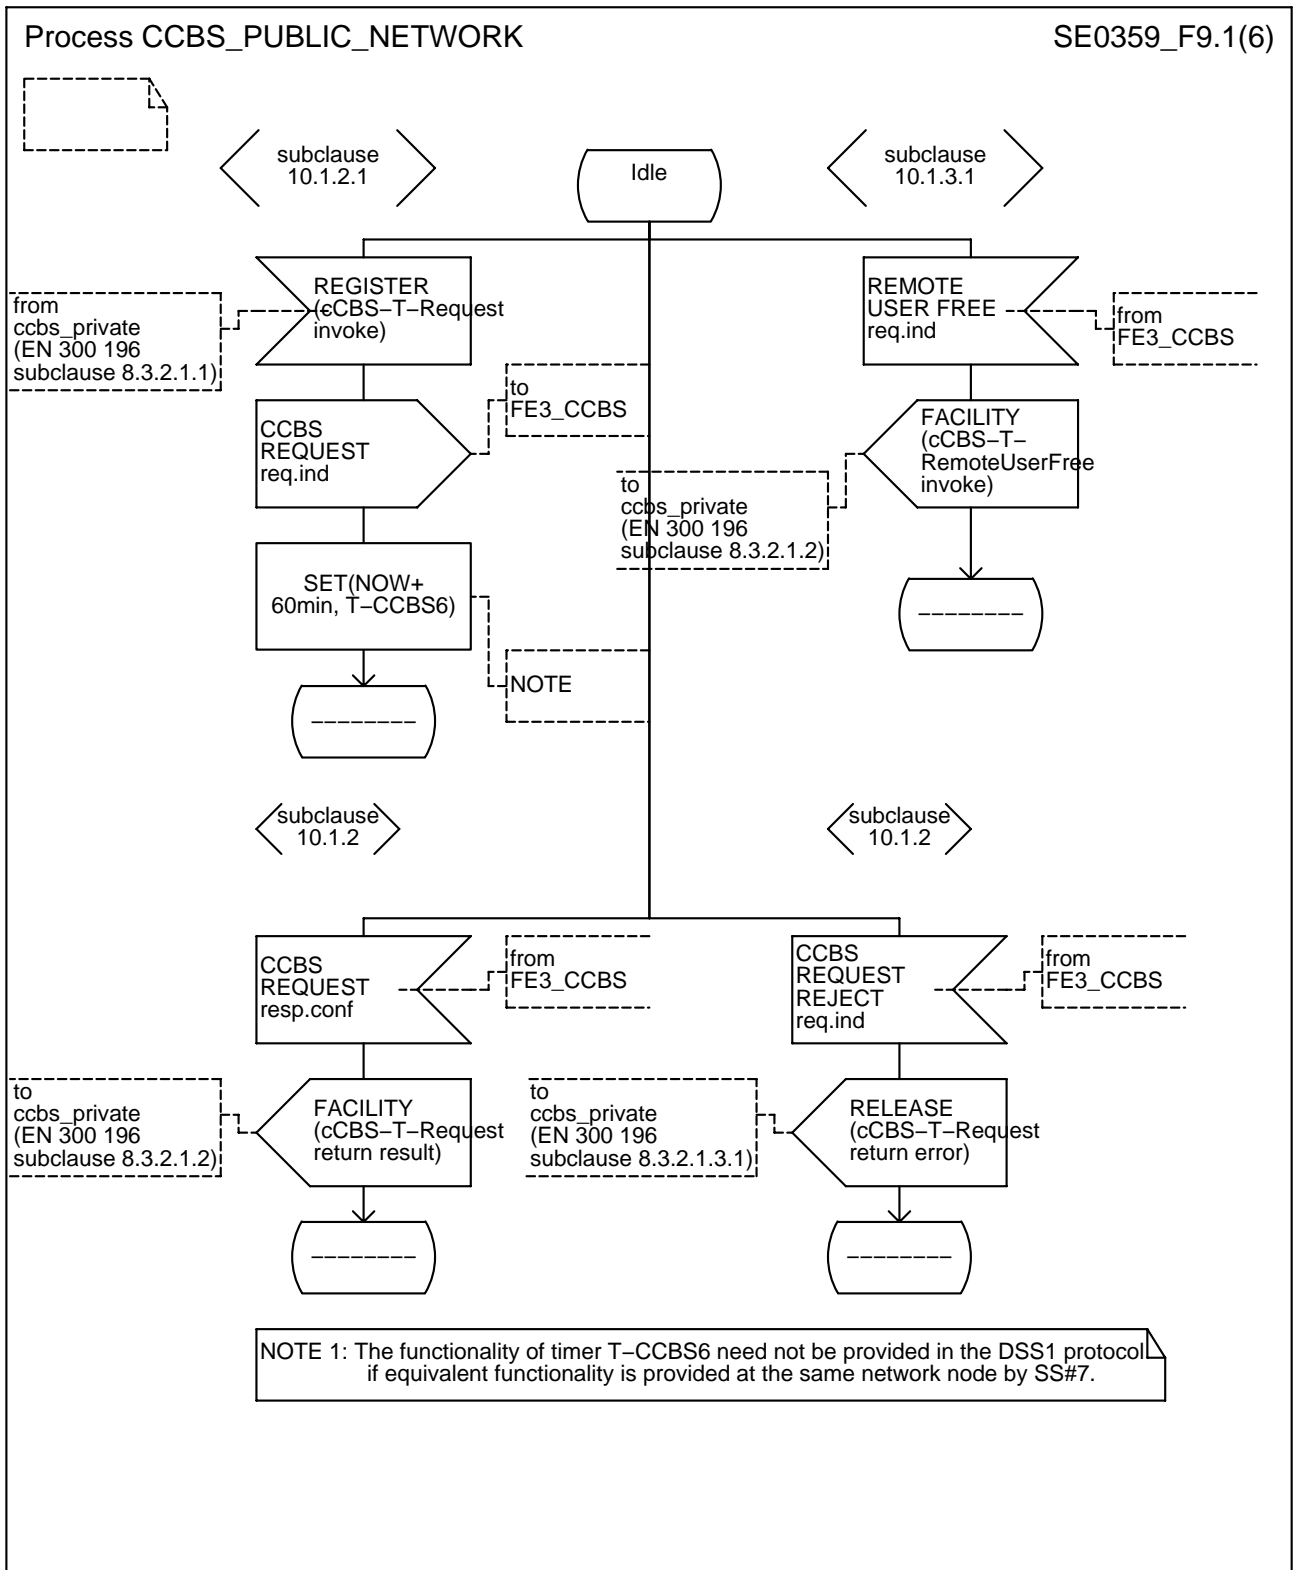 Process CCBS_PUBLIC_NETWORK
SE0359_F9.1(6)
subclause
10.1.2.1
Idle
subclause
10.1.3.1
from
ccbs_private
(EN 300 196
subclause 8.3.2.1.1)
REGISTER
(cCBS–T–Request
invoke)
REMOTE
USER FREE
req.ind
from
FE3_CCBS
CCBS
REQUEST
req.ind
to
FE3_CCBS
FACILITY
(cCBS–T–
RemoteUserFree
invoke)
to
ccbs_private
(EN 300 196
subclause 8.3.2.1.2)
SET(NOW+
60min, T–CCBS6)
NOTE
––––––––
––––––––
subclause
10.1.2
subclause
10.1.2
CCBS
REQUEST
resp.conf
from
FE3_CCBS
CCBS
REQUEST
REJECT
req.ind
from
FE3_CCBS
to
ccbs_private
(EN 300 196
subclause 8.3.2.1.2)
FACILITY
(cCBS–T–Request
return result)
to
ccbs_private
(EN 300 196
subclause 8.3.2.1.3.1)
RELEASE
(cCBS–T–Request
return error)
––––––––
––––––––
NOTE 1: The functionality of timer T–CCBS6 need not be provided in the DSS1 protocol
if equivalent functionality is provided at the same network node by SS#7.